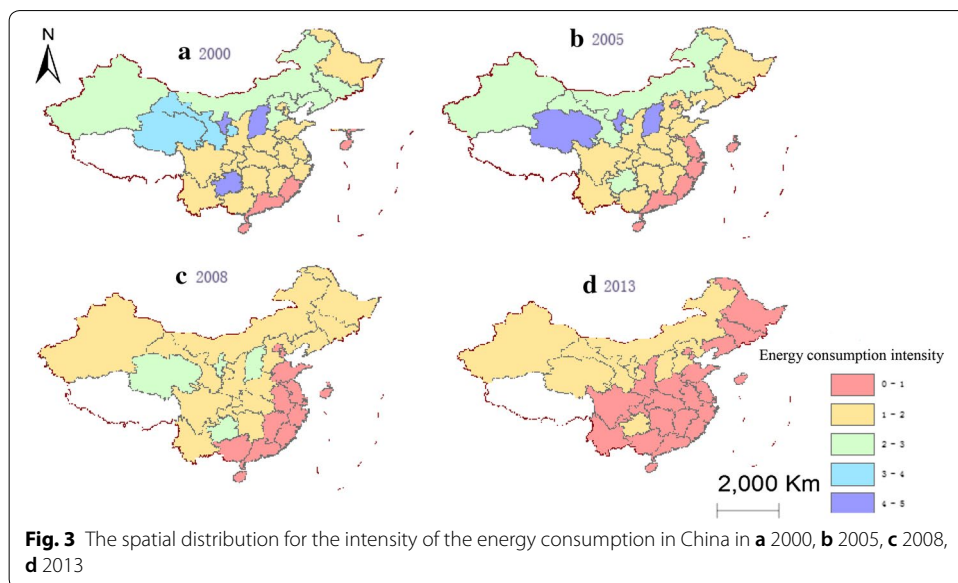 N
a 2000
b 2005
c 2008
d 2013
Energy consumption intensity
0 - 1
1 - 2
2 - 3
3 - 4
4 - 5
2,000 Km
Fig. 3 The spatial distribution for the intensity of the energy consumption in China in a 2000, b 2005, c 2008,
d 2013